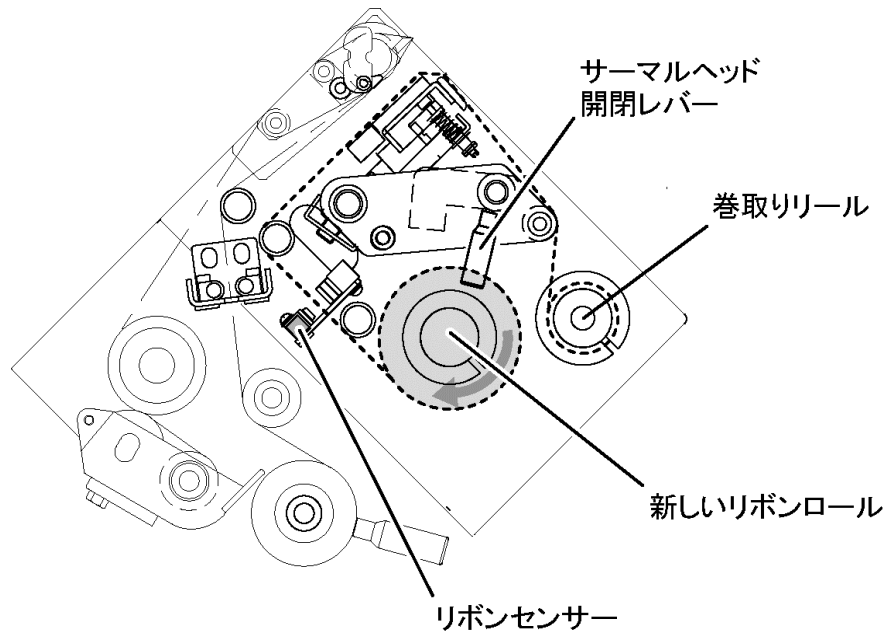 サーマルヘッド
開閉レバー
巻取りリール
新しいリボンロール
リボンセンサー